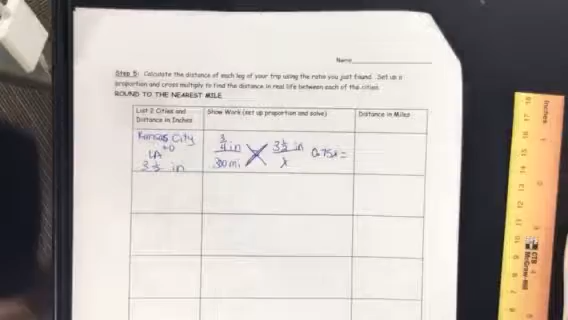 Name
Step 5: Calculate the distance of each leg of your trip using the ratio you just found. Set up a
proportion and cross multiply to find the distance in real life between each of the cities.
ROUND TO THE NEAREST MILE
List 2 Cities and
Distance in Inches
Show Work (set up proportion and solve)
Distance in Miles
Kansas City
to
LA
3 1/2 in
3/4 in
300 mi
3 1/2 in
x
0.75x =
inches
CTB
McGraw-Hill